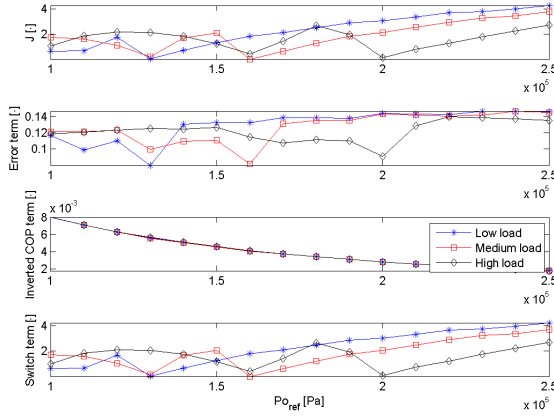 4
2
J [-]
1
1.5
2
2.5
x 10^5
0.14
0.12
0.1
Error term [-]
1
1.5
2
2.5
x 10^5
8
x 10^-3
6
4
2
Inverted COP term [-]
Low load
Medium load
High load
1
1.5
2
2.5
x 10^5
4
2
Switch term [-]
1
1.5
2
2.5
x 10^5
Po_ref [Pa]